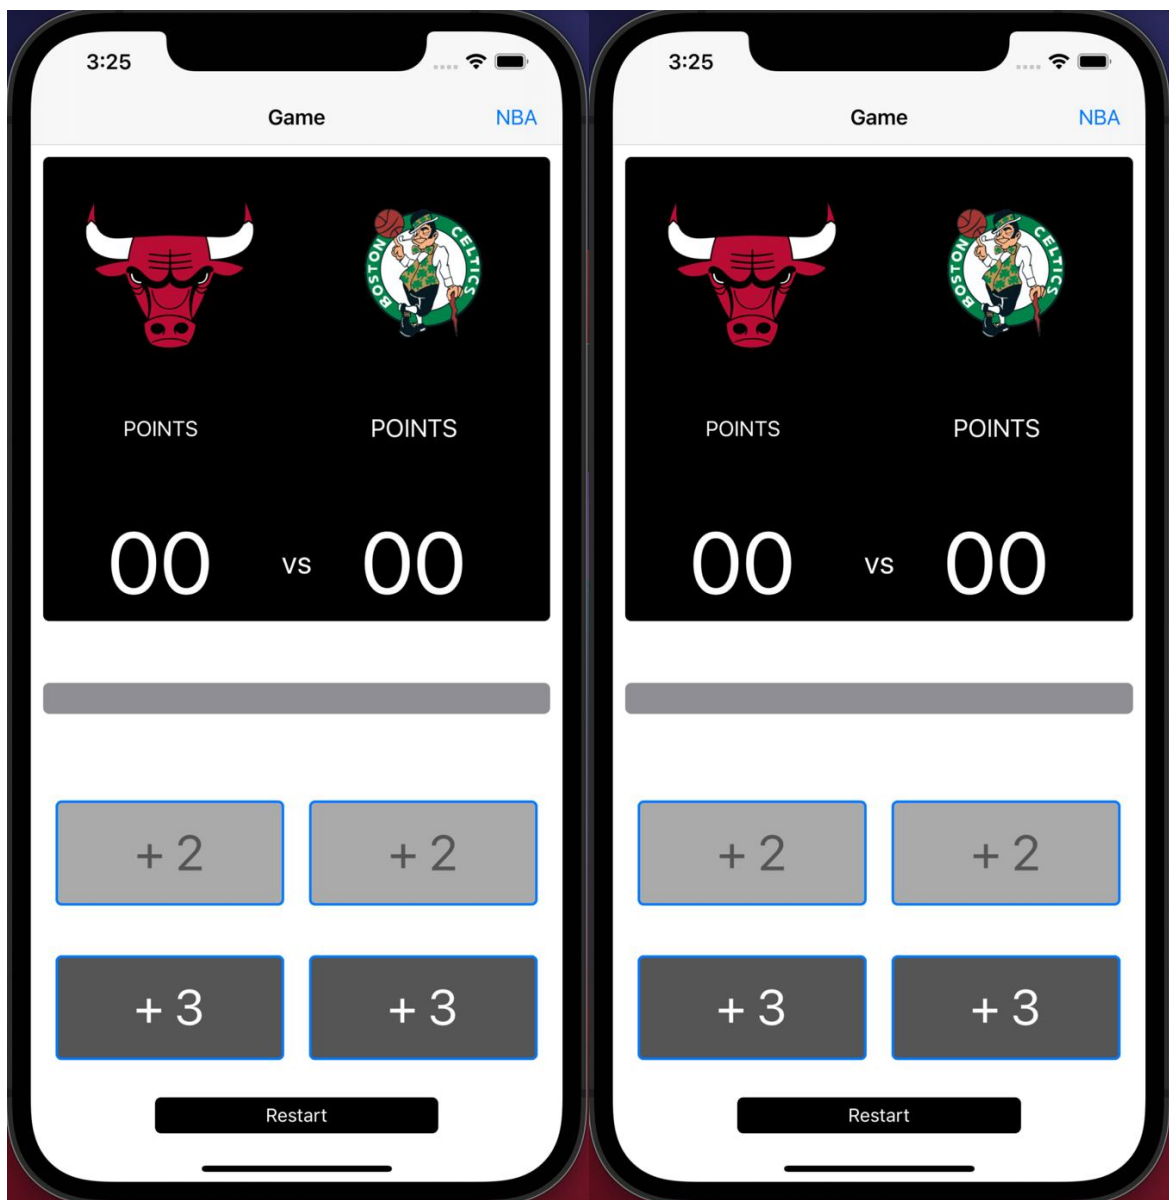 3:25
Game NBA
BOSTON CELTICS
POINTS POINTS
00 vs 00
+ 2 + 2
+ 3 + 3
Restart
3:25
Game NBA
BOSTON CELTICS
POINTS POINTS
00 vs 00
+ 2 + 2
+ 3 + 3
Restart